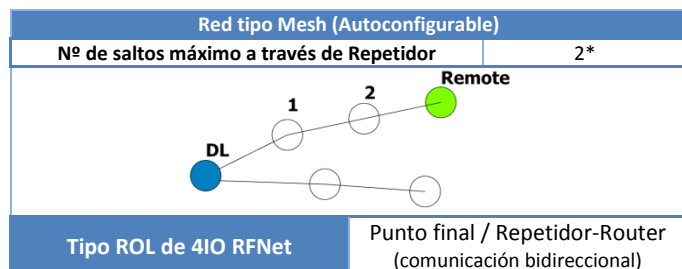 Red tipo Mesh (Autoconfigurable)
Nº de saltos máximo a través de Repetidor 2*
Remote
1 2
DL
Tipo ROL de 4IO RFNet
Punto final / Repetidor-Router
(comunicación bidireccional)